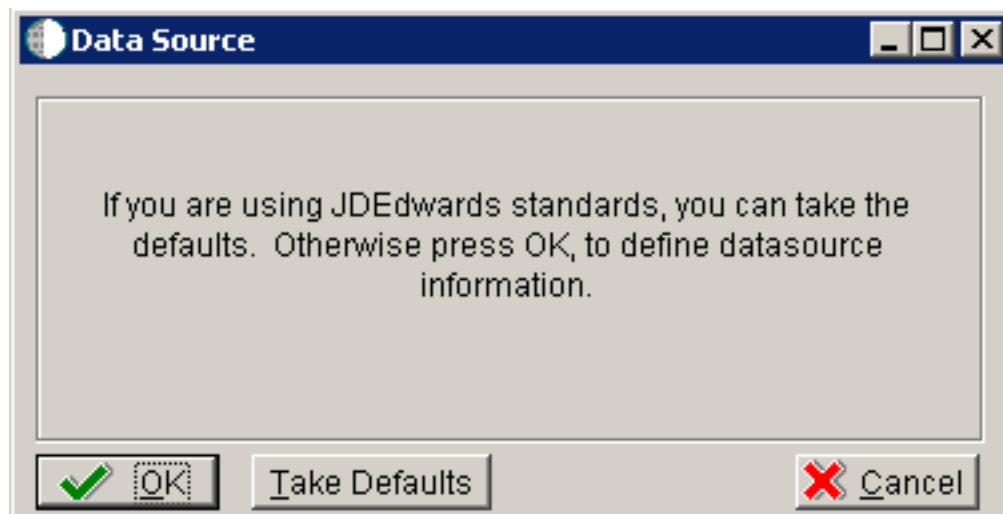 Data Source
If you are using JDEdwards standards, you can take the
defaults.  Otherwise press OK, to define datasource
information.
OK
Take Defaults
Cancel